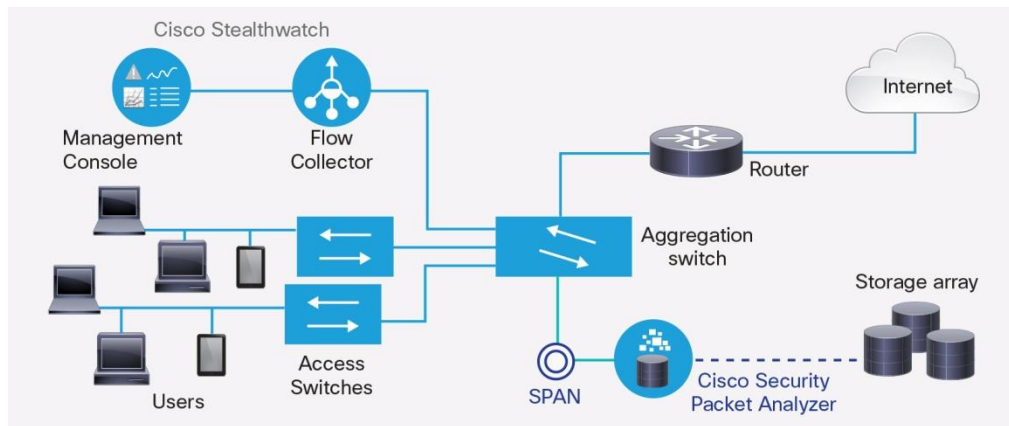 Cisco Stealthwatch
Management
Console
Flow
Collector
Internet
Router
Aggregation
switch
Storage array
Access
Switches
Users
SPAN
Cisco Security
Packet Analyzer